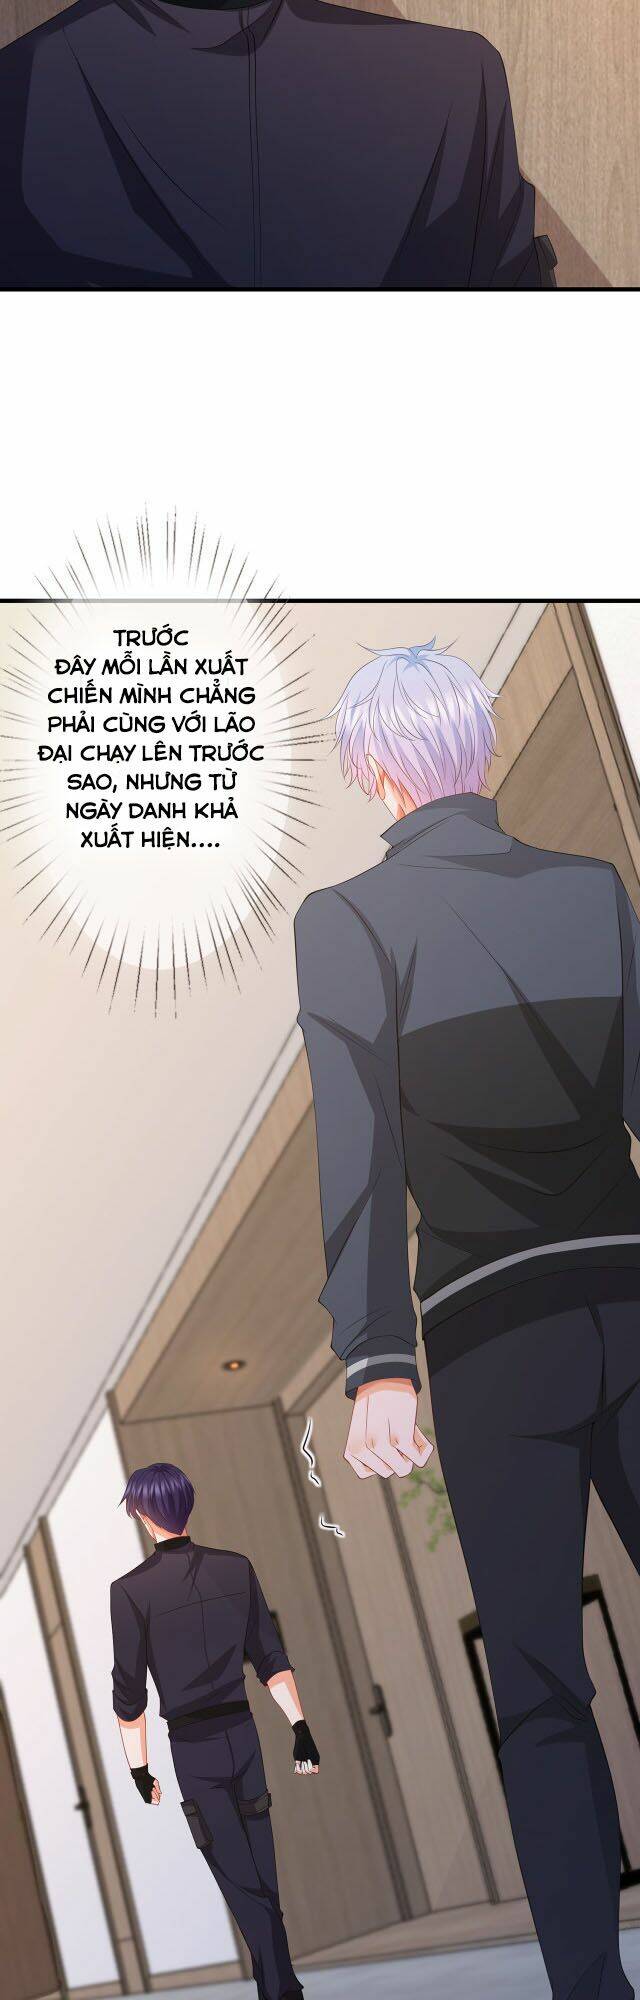 TRƯỚC
ĐÂY MỖI LẦN XUẤT
CHIẾN MÌNH CHẲNG
PHẢI CÙNG VỚI LÃO
ĐẠI CHẠY LÊN TRƯỚC
SAO, NHƯNG TỪ
NGÀY DANH KHẢ
XUẤT HIỆN....